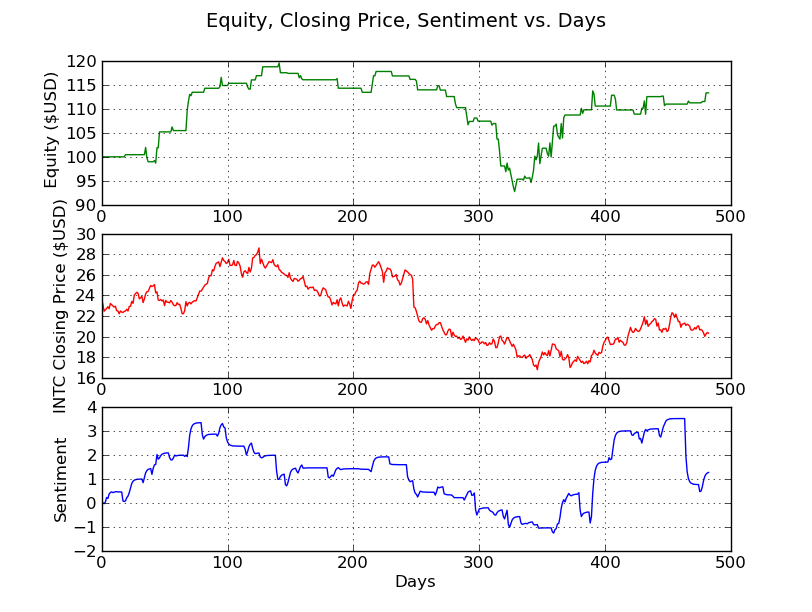 Equity, Closing Price, Sentiment vs. Days
Equity ($USD)
120
115
110
105
100
95
90
0 100 200 300 400 500
INTC Closing Price ($USD)
30
28
26
24
22
20
18
16
0 100 200 300 400 500
Sentiment
4
3
2
1
0
−1
−2
0 100 200 300 400 500
Days